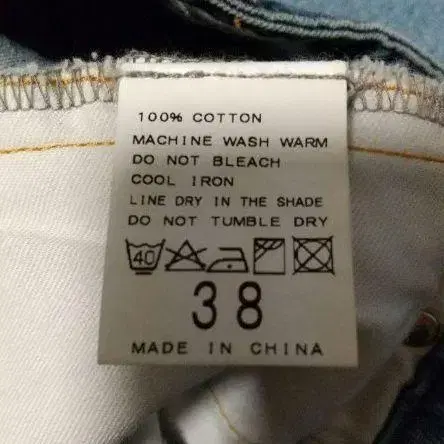 100% COTTON
MACHINE WASH WARM
DO NOT BLEACH
COOL IRON
LINE DRY IN THE SHADE
DO NOT TUMBLE DRY
40
38
MADE IN CHINA